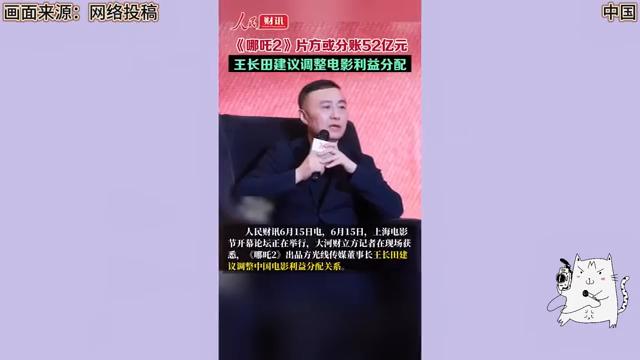 画面来源：网络投稿
中国
人民 财讯
《哪吒2》片方或分账52亿元
王长田建议调整电影利益分配
人民财讯6月15日电，6月15日，上海电影
节开幕论坛正在举行，大河财立方记者在现场获
悉，《哪吒2》出品方光线传媒董事长王长田建
议调整中国电影利益分配关系。